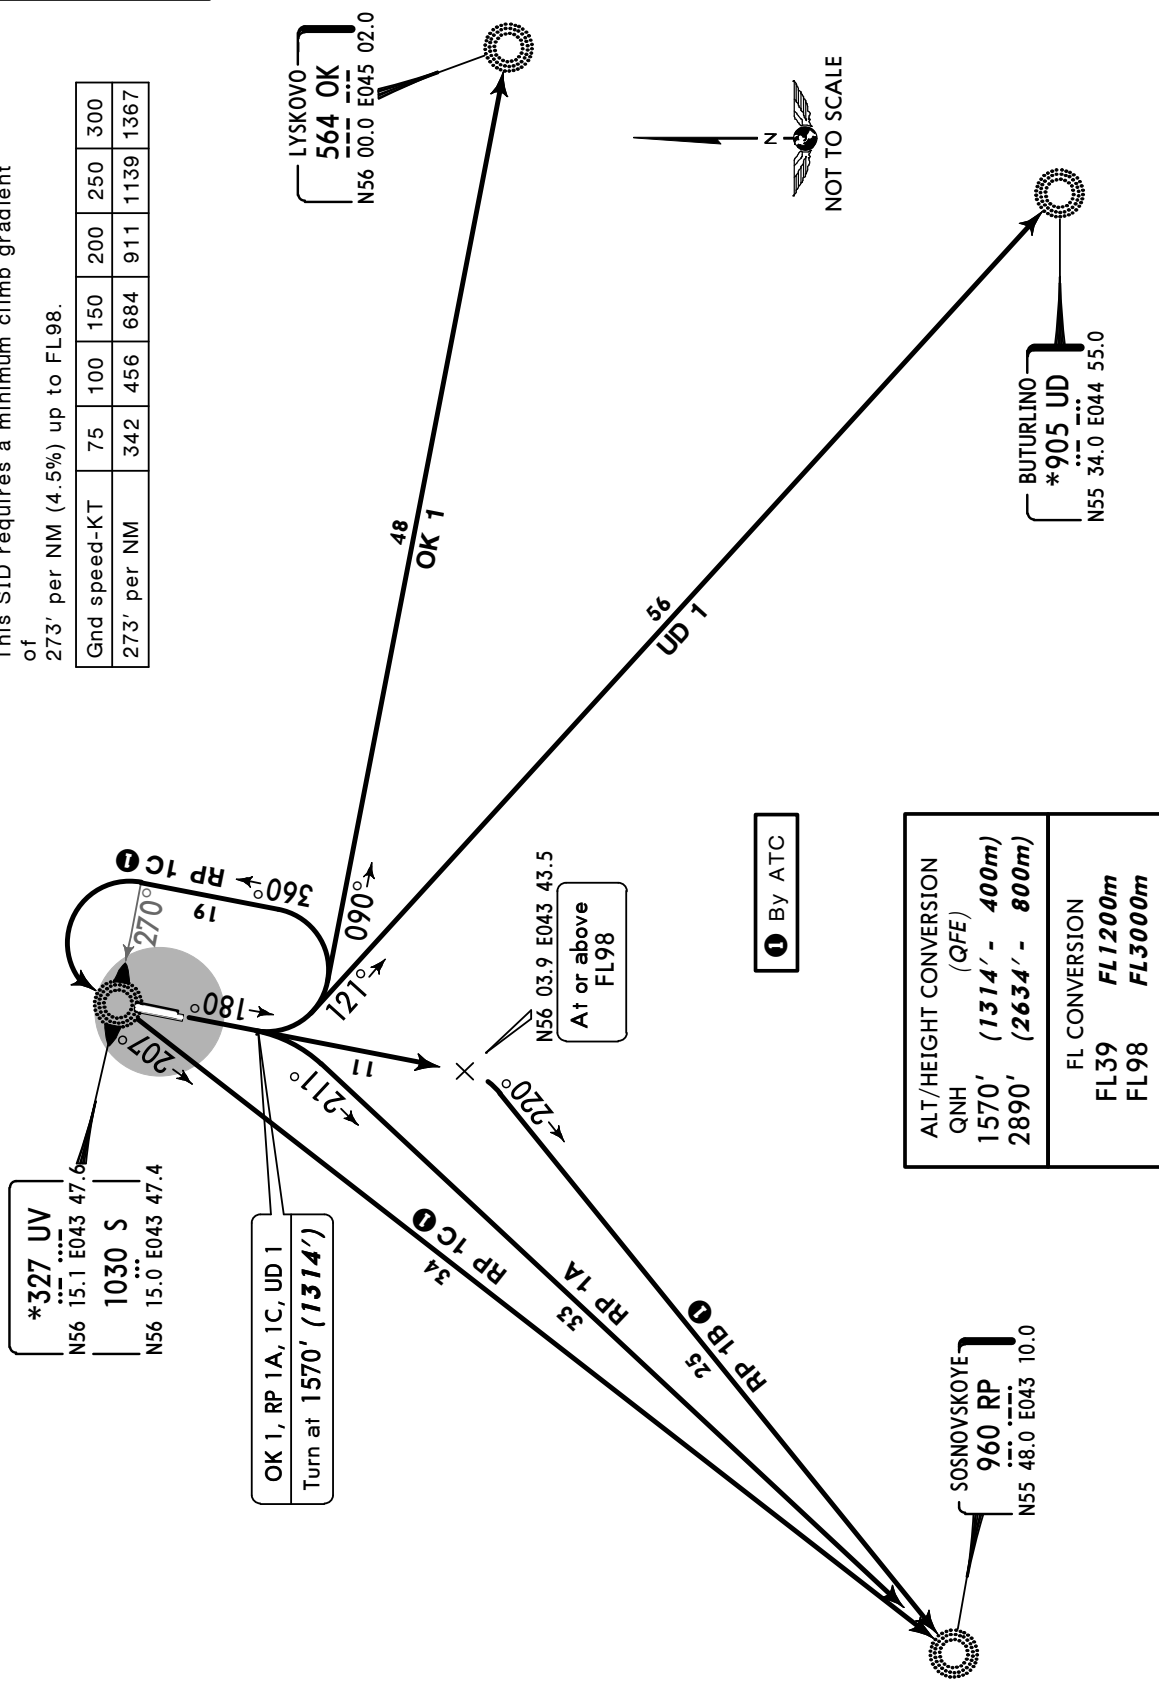 This SID requires a minimum climb gradient
of
273' per NM (4.5%) up to FL98.
Gnd speed-KT 75 100 150 200 250 300
273' per NM 342 456 684 911 1139 1367
LYSKOVO
564 OK
N56 00.0 E045 02.0
N
NOT TO SCALE
*327 UV
N56 15.1 E043 47.6
1030 S
N56 15.0 E043 47.4
OK 1, RP 1A, 1C, UD 1
Turn at 1570' (1314')
207°
180°
270°
19
RP 1C 1
360°
090°
121°
211°
11
48
OK 1
56
UD 1
N56 03.9 E043 43.5
At or above
FL98
220°
34
RP 1C 1
33
RP 1A
25
RP 1B 1
1 By ATC
BUTURLINO
*905 UD
N55 34.0 E044 55.0
SOSNOVSKOYE
960 RP
N55 48.0 E043 10.0
ALT/HEIGHT CONVERSION
QNH (QFE)
1570' (1314' - 400m)
2890' (2634' - 800m)
FL CONVERSION
FL39 FL1200m
FL98 FL3000m